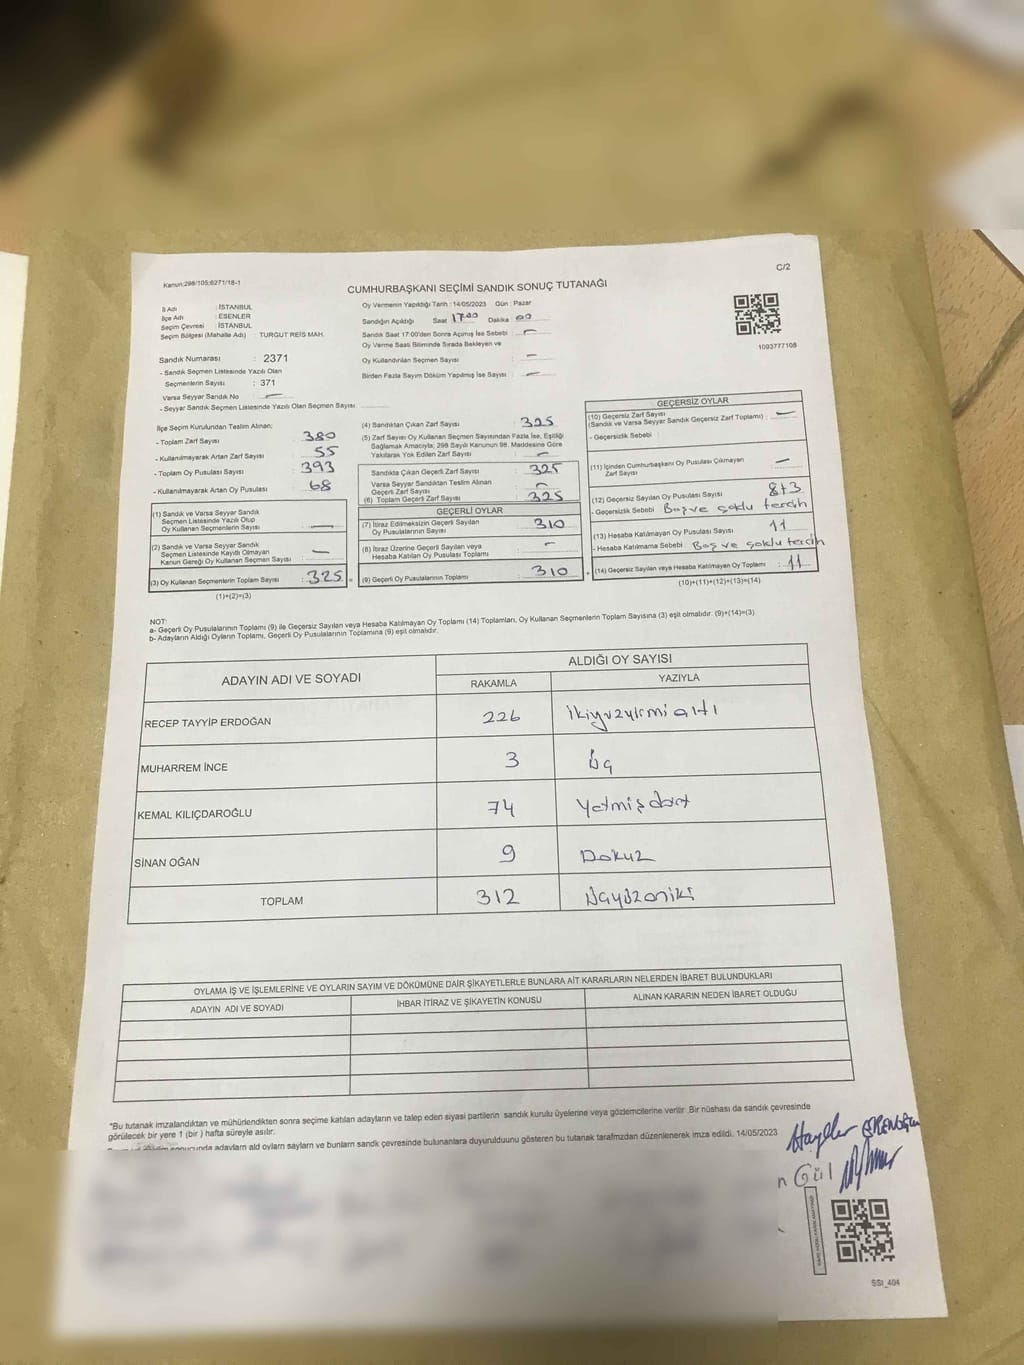 Kanun:298/105;6271/18-1
C/2
CUMHURBAŞKANI SEÇİMİ SANDIK SONUÇ TUTANAĞI
İl Adı : İSTANBUL
İlçe Adı : ESENLER
Seçim Çevresi : İSTANBUL
Seçim Bölgesi (Mahalle Adı) TURGUT REİS MAH.
Sandık Numarası : 2371
- Sandık Seçmen Listesinde Yazılı Olan
Seçmenlerin Sayısı : 371
Varsa Seyyar Sandık No : —
- Seyyar Sandık Seçmen Listesinde Yazılı Olan Seçmen Sayısı
Oy Vermenin Yapıldığı Tarih : 14/05/2023 Gün : Pazar
Sandığın Açıldığı Saat 17.00 Dakika 00
Sandık Saat 17:00'den Sonra Açılmış İse Sebebi : —
Oy Verme Saati Bitiminde Sırada Bekleyen ve
Oy Kullandırılan Seçmen Sayısı : —
Birden Fazla Sayım Döküm Yapılmış İse Sayısı : —
1093777108
İlçe Seçim Kurulundan Teslim Alınan;
- Toplam Zarf Sayısı : 380
- Kullanılmayarak Artan Zarf Sayısı : 55
- Toplam Oy Pusulası Sayısı : 393
- Kullanılmayarak Artan Oy Pusulası : 68
(1) Sandık ve Varsa Seyyar Sandık
Seçmen Listesinde Yazılı Olup
Oy Kullanan Seçmenlerin Sayısı : —
(2) Sandık ve Varsa Seyyar Sandık
Seçmen Listesinde Kayıtlı Olmayan
Kanun Gereği Oy Kullanan Seçmen Sayısı : —
(3) Oy Kullanan Seçmenlerin Toplam Sayısı : 325 =
(1)+(2)=(3)
(4) Sandıktan Çıkan Zarf Sayısı : 325
(5) Zarf Sayısı Oy Kullanan Seçmen Sayısından Fazla İse, Eşitliği
Sağlamak Amacıyla; 298 Sayılı Kanunun 98. Maddesine Göre
Yakılarak Yok Edilen Zarf Sayısı : —
Sandıkta Çıkan Geçerli Zarf Sayısı : 325
Varsa Seyyar Sandıktan Teslim Alınan
Geçerli Zarf Sayısı : —
(6) Toplam Geçerli Zarf Sayısı : 325
GEÇERLİ OYLAR
(7) İtiraz Edilmeksizin Geçerli Sayılan
Oy Pusulalarının Sayısı : 310
(8) İtiraz Üzerine Geçerli Sayılan veya
Hesaba Katılan Oy Pusulası Toplamı : —
(9) Geçerli Oy Pusulalarının Toplamı : 310 +
GEÇERSİZ OYLAR
(10) Geçersiz Zarf Sayısı
(Sandık ve Varsa Seyyar Sandık Geçersiz Zarf Toplamı) : —
- Geçersizlik Sebebi :
(11) İçinden Cumhurbaşkanı Oy Pusulası Çıkmayan
Zarf Sayısı : —
(12) Geçersiz Sayılan Oy Pusulası Sayısı : 8+3
- Geçersizlik Sebebi Boş ve çoklu tercih
(13) Hesaba Katılmayan Oy Pusulası Sayısı : 11
- Hesaba Katılmama Sebebi : Boş ve çoklu tercih
(14) Geçersiz Sayılan veya Hesaba Katılmayan Oy Toplamı : 11
(10)+(11)+(12)+(13)=(14)
NOT:
a- Geçerli Oy Pusulalarının Toplamı (9) ile Geçersiz Sayılan veya Hesaba Katılmayan Oy Toplamı (14) Toplamları, Oy Kullanan Seçmenlerin Toplam Sayısına (3) eşit olmalıdır. (9)+(14)=(3)
b- Adayların Aldığı Oyların Toplamı, Geçerli Oy Pusulalarının Toplamına (9) eşit olmalıdır.
ADAYIN ADI VE SOYADI
ALDIĞI OY SAYISI
RAKAMLA YAZIYLA
RECEP TAYYİP ERDOĞAN 226 İkiyüzyirmialtı
MUHARREM İNCE 3 üç
KEMAL KILIÇDAROĞLU 74 Yetmişdört
SİNAN OĞAN 9 Dokuz
TOPLAM 312 üçyüzoniki
OYLAMA İŞ VE İŞLEMLERİNE VE OYLARIN SAYIM VE DÖKÜMÜNE DAİR ŞİKAYETLERLE BUNLARA AİT KARARLARIN NELERDEN İBARET BULUNDUKLARI
ADAYIN ADI VE SOYADI İHBAR İTİRAZ VE ŞİKAYETİN KONUSU ALINAN KARARIN NEDEN İBARET OLDUĞU
"Bu tutanak imzalandıktan ve mühürlendikten sonra seçime katılan adayların ve talep eden siyasi partilerin sandık kurulu üyelerine veya gözlemcilerine verilir .Bir nüshası da sandık çevresinde
görülecek bir yere 1 (bir ) hafta süreyle asılır.
sonucunda adayların ald oyların sayların ve bunların sandk çevresinde bulunanlara duyurulduunu gösteren bu tutanak tarafmzdan düzenlenerek imza edildi. 14/05/2023
n Gül
SSI_404